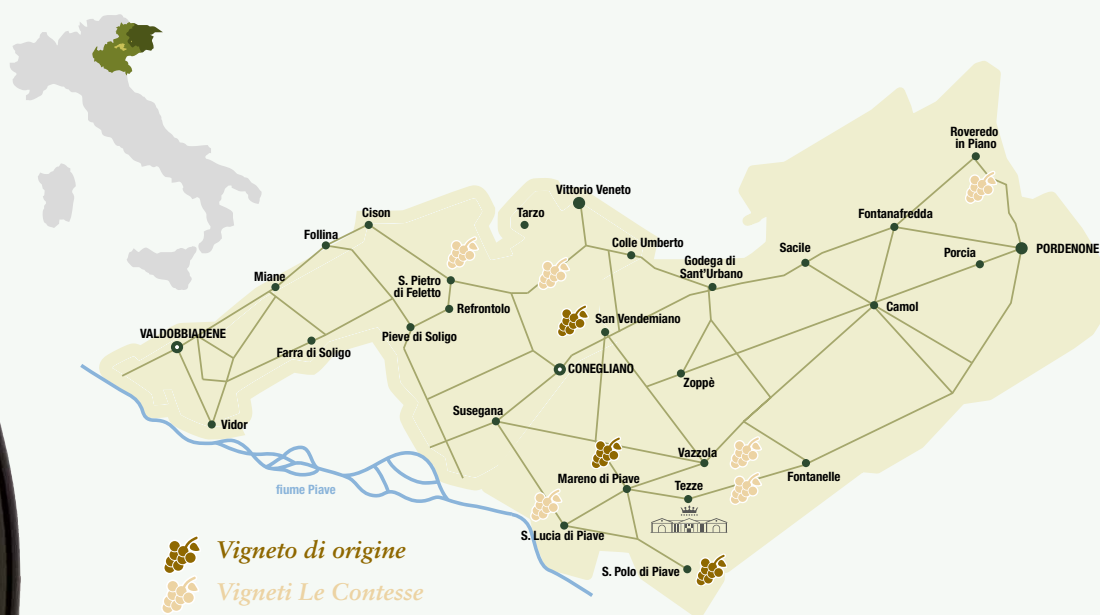 Roveredo
in Piano
Vittorio Veneto
Cison
Tarzo
Fontanafredda
Follina
Colle Umberto
Sacile
PORDENONE
Porcia
Godega di
Sant'Urbano
Miane
S. Pietro
di Feletto
Refrontolo
Camol
San Vendemiano
VALDOBBIADENE
Pieve di Soligo
Farra di Soligo
CONEGLIANO
Zoppè
Susegana
Vidor
Vazzola
Mareno di Piave
Fontanelle
Tezze
fiume Piave
S. Lucia di Piave
Vigneto di origine
S. Polo di Piave
Vigneti Le Contesse